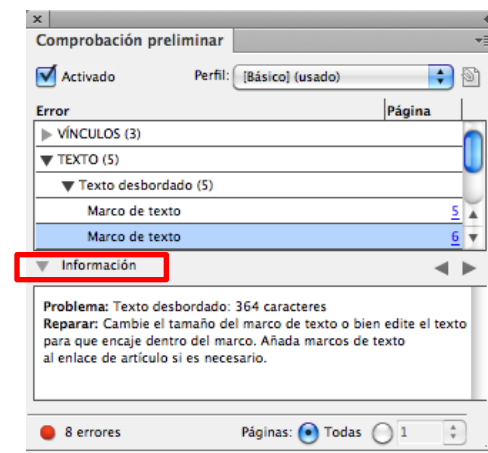 Comprobación preliminar
Activado Perfil: [Básico] (usado)
Error Página
VÍNCULOS (3)
TEXTO (5)
Texto desbordado (5)
Marco de texto 5
Marco de texto 6
Información
Problema: Texto desbordado: 364 caracteres
Reparar: Cambie el tamaño del marco de texto o bien edite el texto
para que encaje dentro del marco. Añada marcos de texto
al enlace de artículo si es necesario.
8 errores Páginas: Todas 1